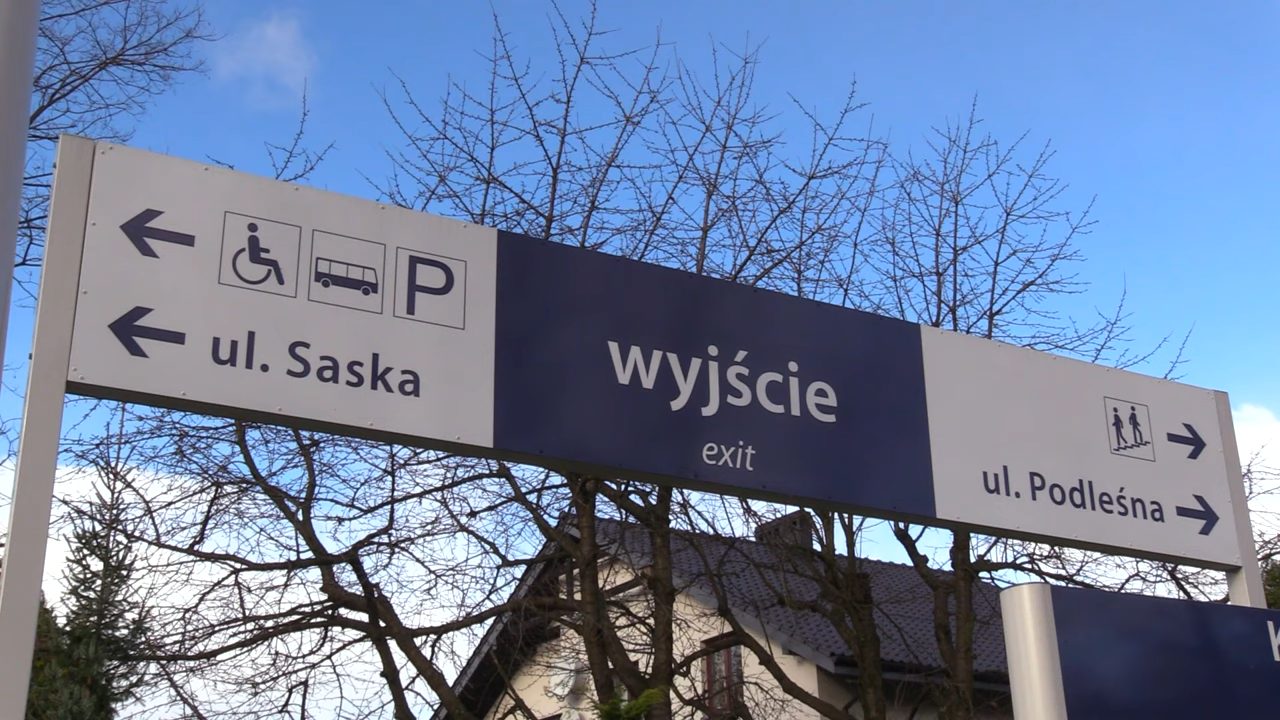 P
ul. Saska
wyjście
exit
ul. Podleśna
K